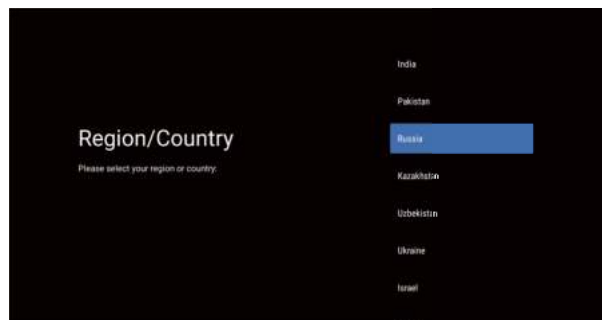 Region/Country
Please select your region or country:
India
Pakistan
Russia
Kazakhstan
Uzbekistan
Ukraine
Israel